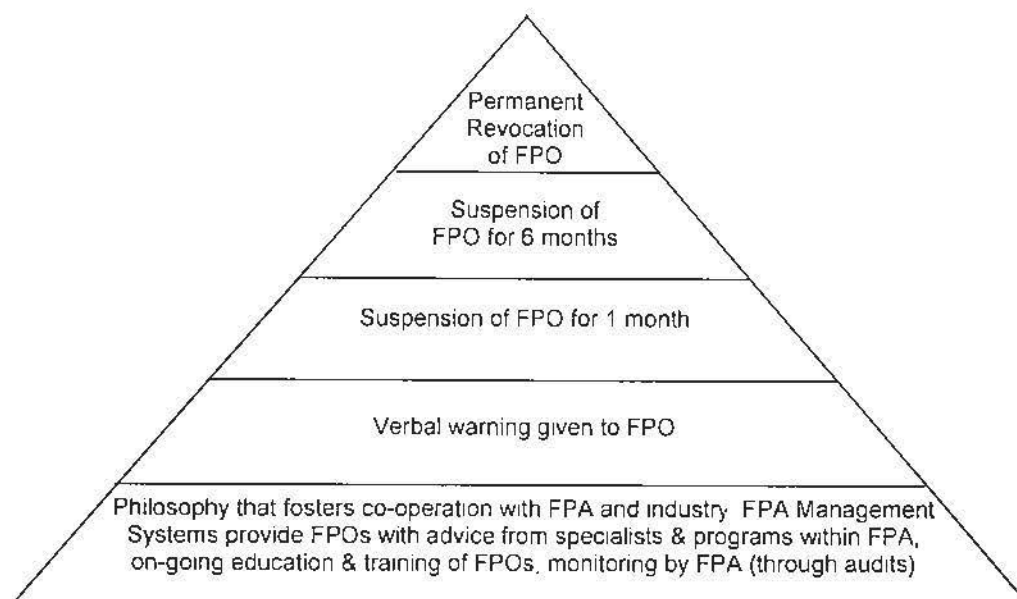 Permanent
Revocation
of FPO
Suspension of
FPO for 6 months
Suspension of FPO for 1 month
Verbal warning given to FPO
Philosophy that fosters co-operation with FPA and industry FPA Management
Systems provide FPOs with advice from specialists & programs within FPA,
on-going education & training of FPOs, monitoring by FPA (through audits)